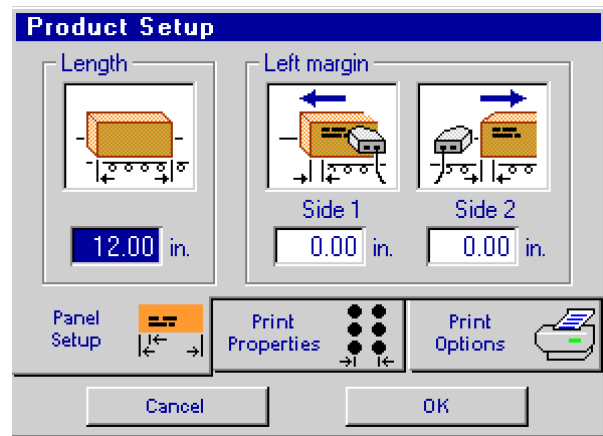 Product Setup
Length
Left margin
Side 1
Side 2
12.00 in.
0.00 in.
0.00 in.
Panel
Setup
Print
Properties
Print
Options
Cancel
OK